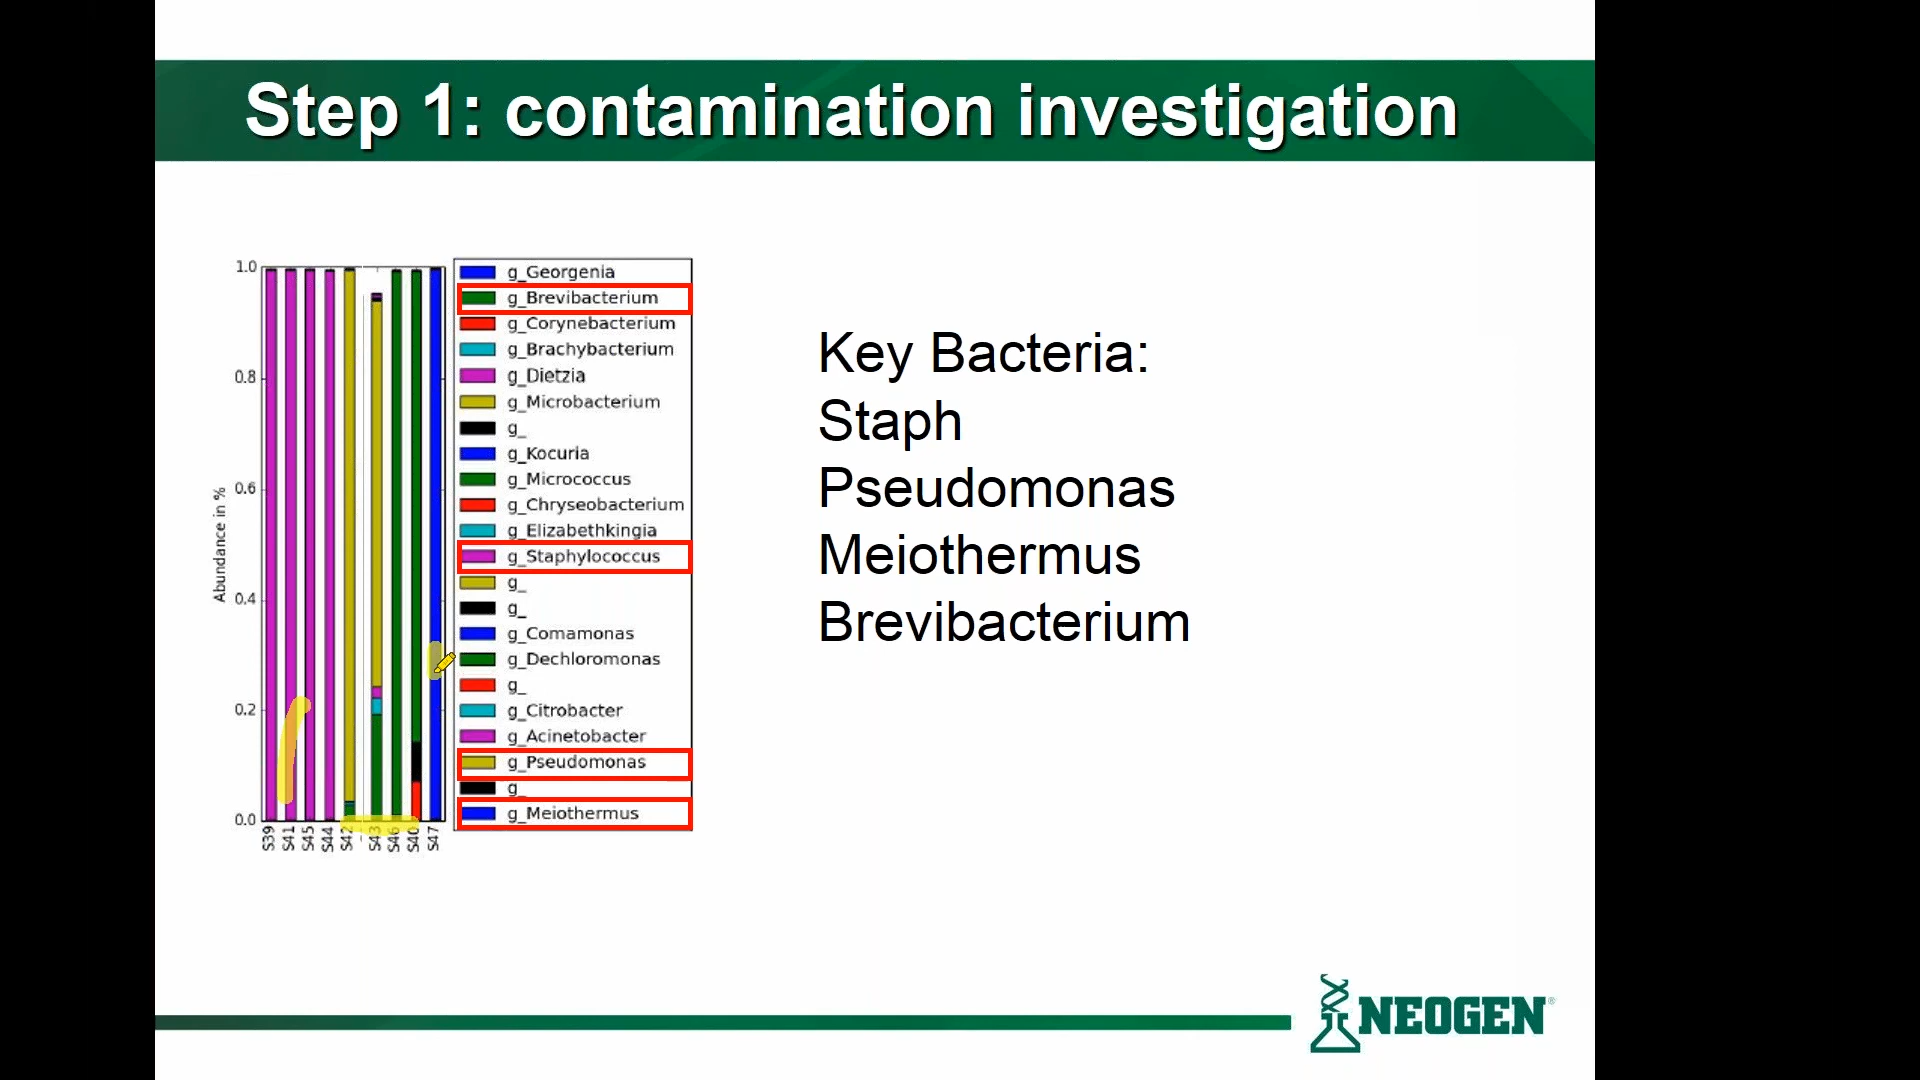 Step 1: contamination investigation
1.0
0.8
0.6
0.4
0.2
0.0
Abundance in %
S39
S41
S45
S44
S42
S43
S46
S40
S47
g_Georgenia
g_Brevibacterium
g_Corynebacterium
g_Brachybacterium
g_Dietzia
g_Microbacterium
g_
g_Kocuria
g_Micrococcus
g_Chryseobacterium
g_Elizabethkingia
g_Staphylococcus
g_
g_
g_Comamonas
g_Dechloromonas
g_
g_Citrobacter
g_Acinetobacter
g_Pseudomonas
g_
g_Meiothermus
Key Bacteria:
Staph
Pseudomonas
Meiothermus
Brevibacterium
NEOGEN®